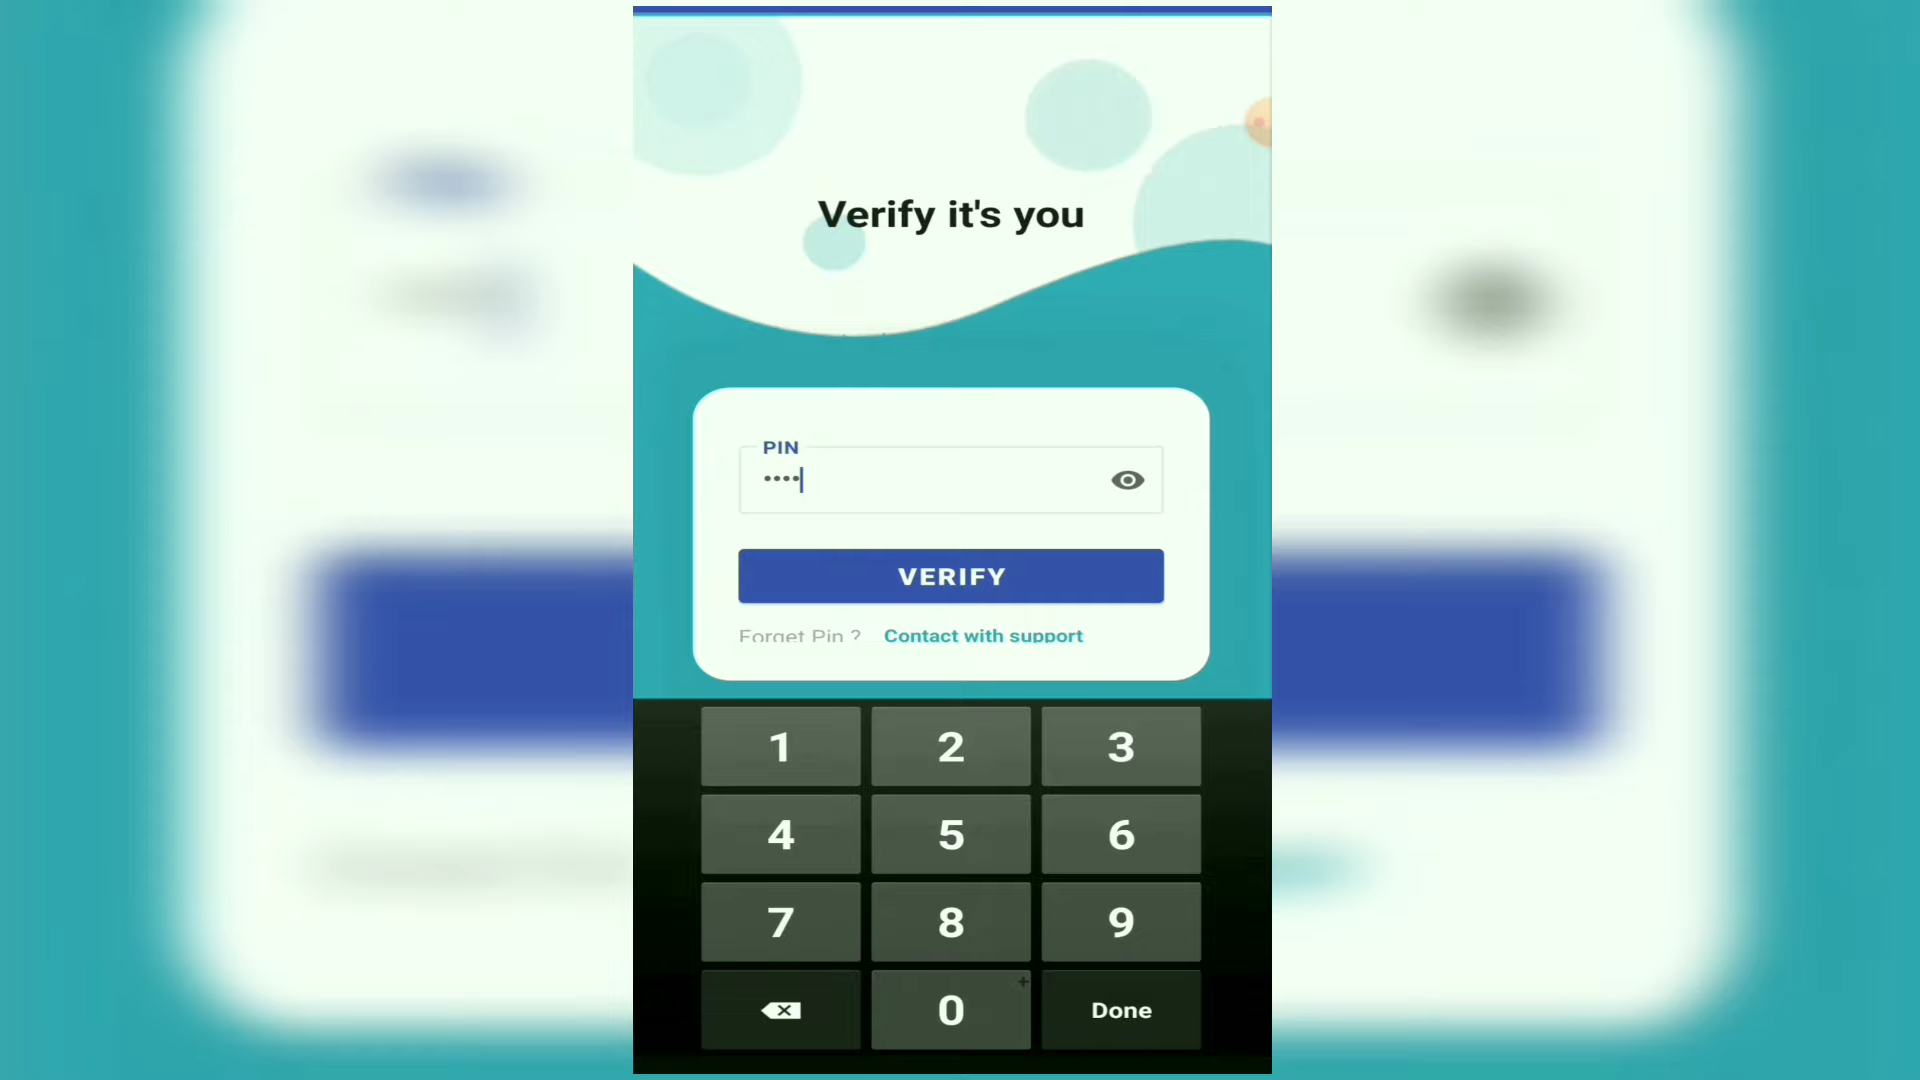 Verify it's you
PIN
••••
VERIFY
Forget Pin ? Contact with support
1 2 3
4 5 6
7 8 9
0 + Done